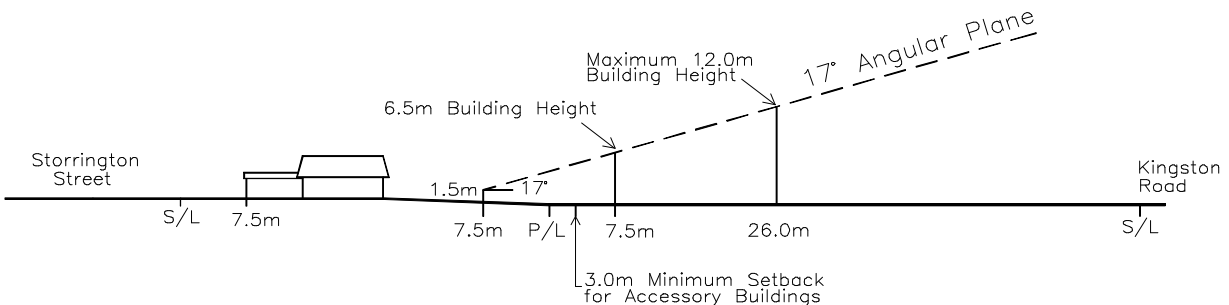 17° Angular Plane
Maximum 12.0m
Building Height
6.5m Building Height
Storrington
Street
Kingston
Road
1.5m
17°
S/L
7.5m
7.5m
P/L
7.5m
26.0m
S/L
3.0m Minimum Setback
for Accessory Buildings